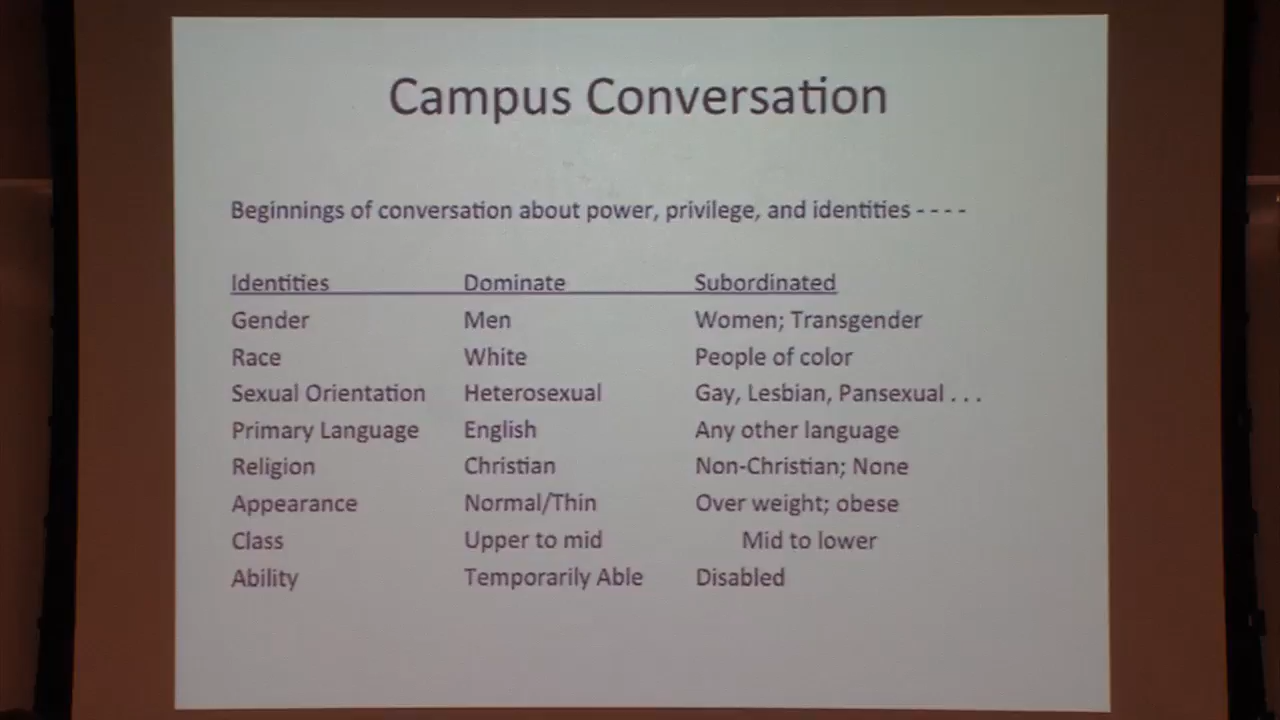 Campus Conversation
Beginnings of conversation about power, privilege, and identities - - - -
Identities Dominate Subordinated
Gender Men Women; Transgender
Race White People of color
Sexual Orientation Heterosexual Gay, Lesbian, Pansexual . . .
Primary Language English Any other language
Religion Christian Non-Christian; None
Appearance Normal/Thin Over weight; obese
Class Upper to mid Mid to lower
Ability Temporarily Able Disabled